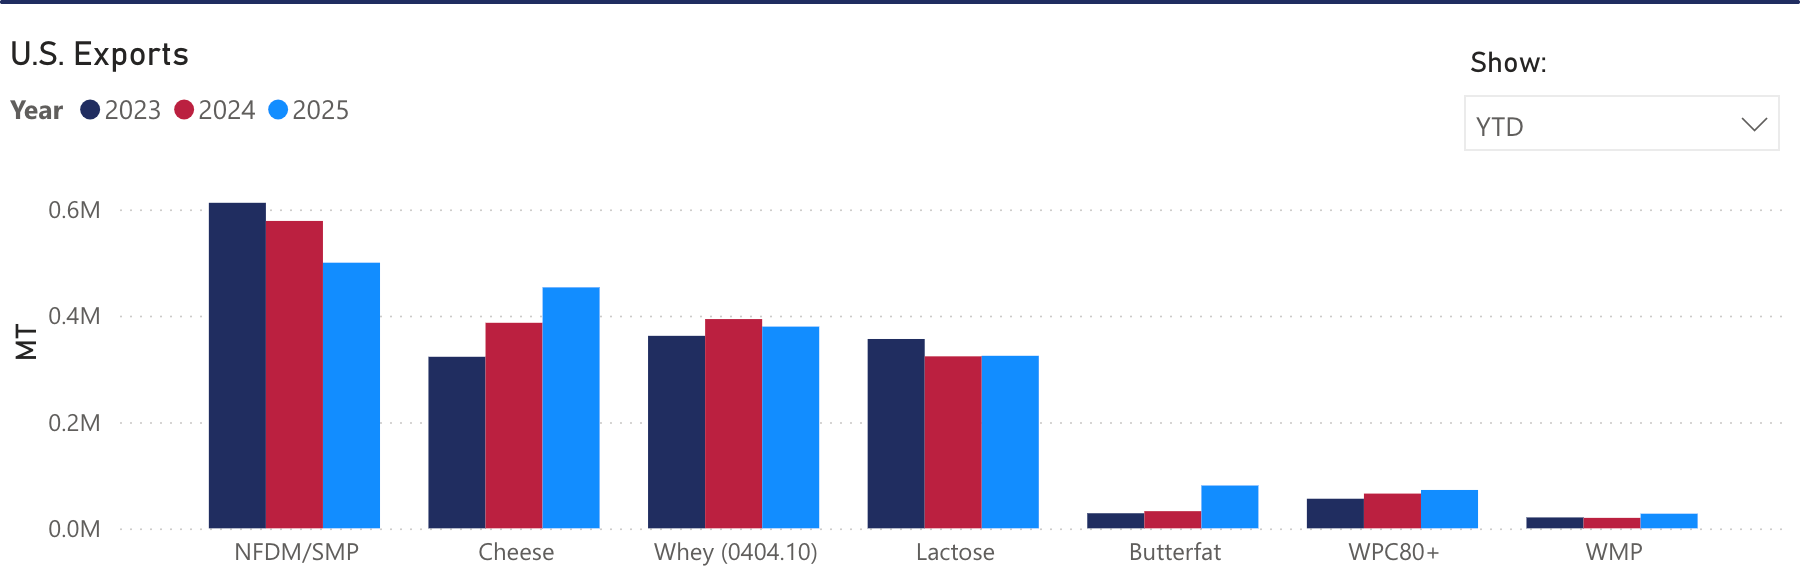 U.S. Exports
Show:
Year 2023 2024 2025
YTD
0.6M
0.4M
0.2M
0.0M
MT
NFDM/SMP Cheese Whey (0404.10) Lactose Butterfat WPC80+ WMP